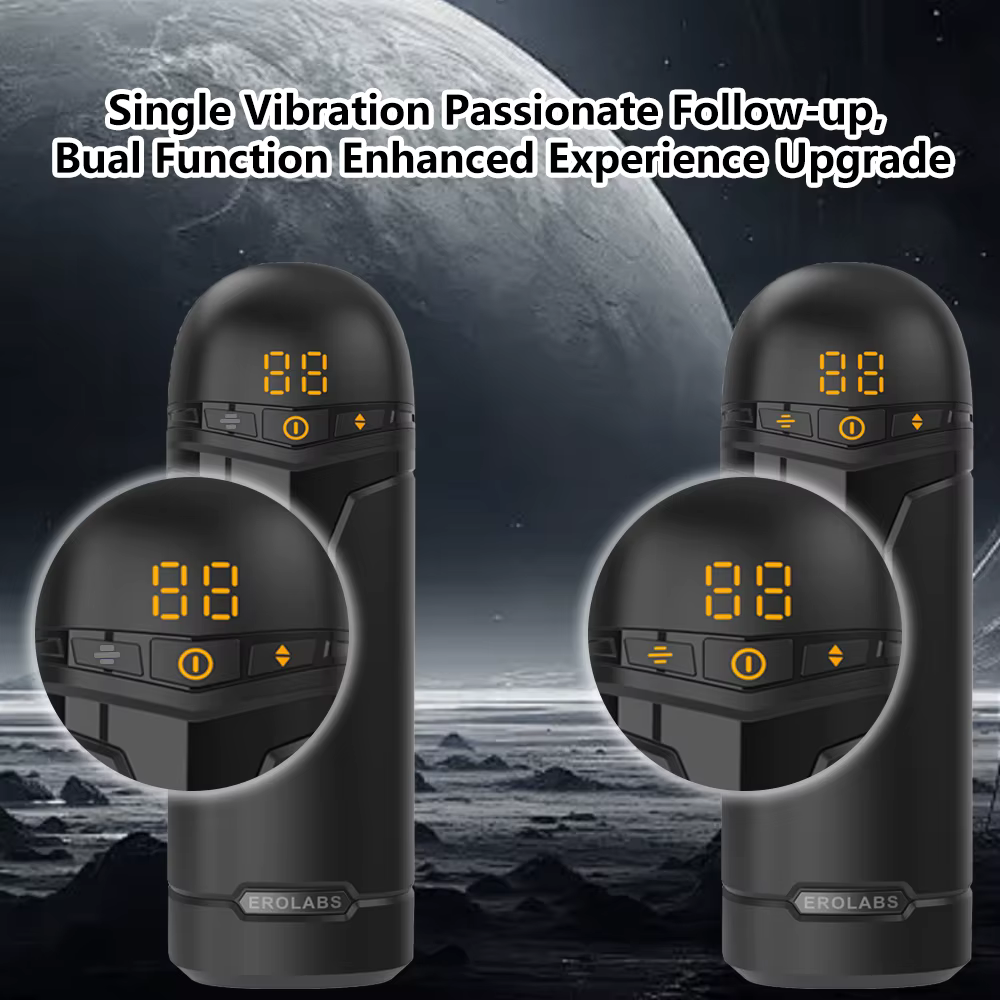 Single Vibration Passionate Follow-up,
Bual Function Enhanced Experience Upgrade
88
88
88
88
EROLABS
EROLABS